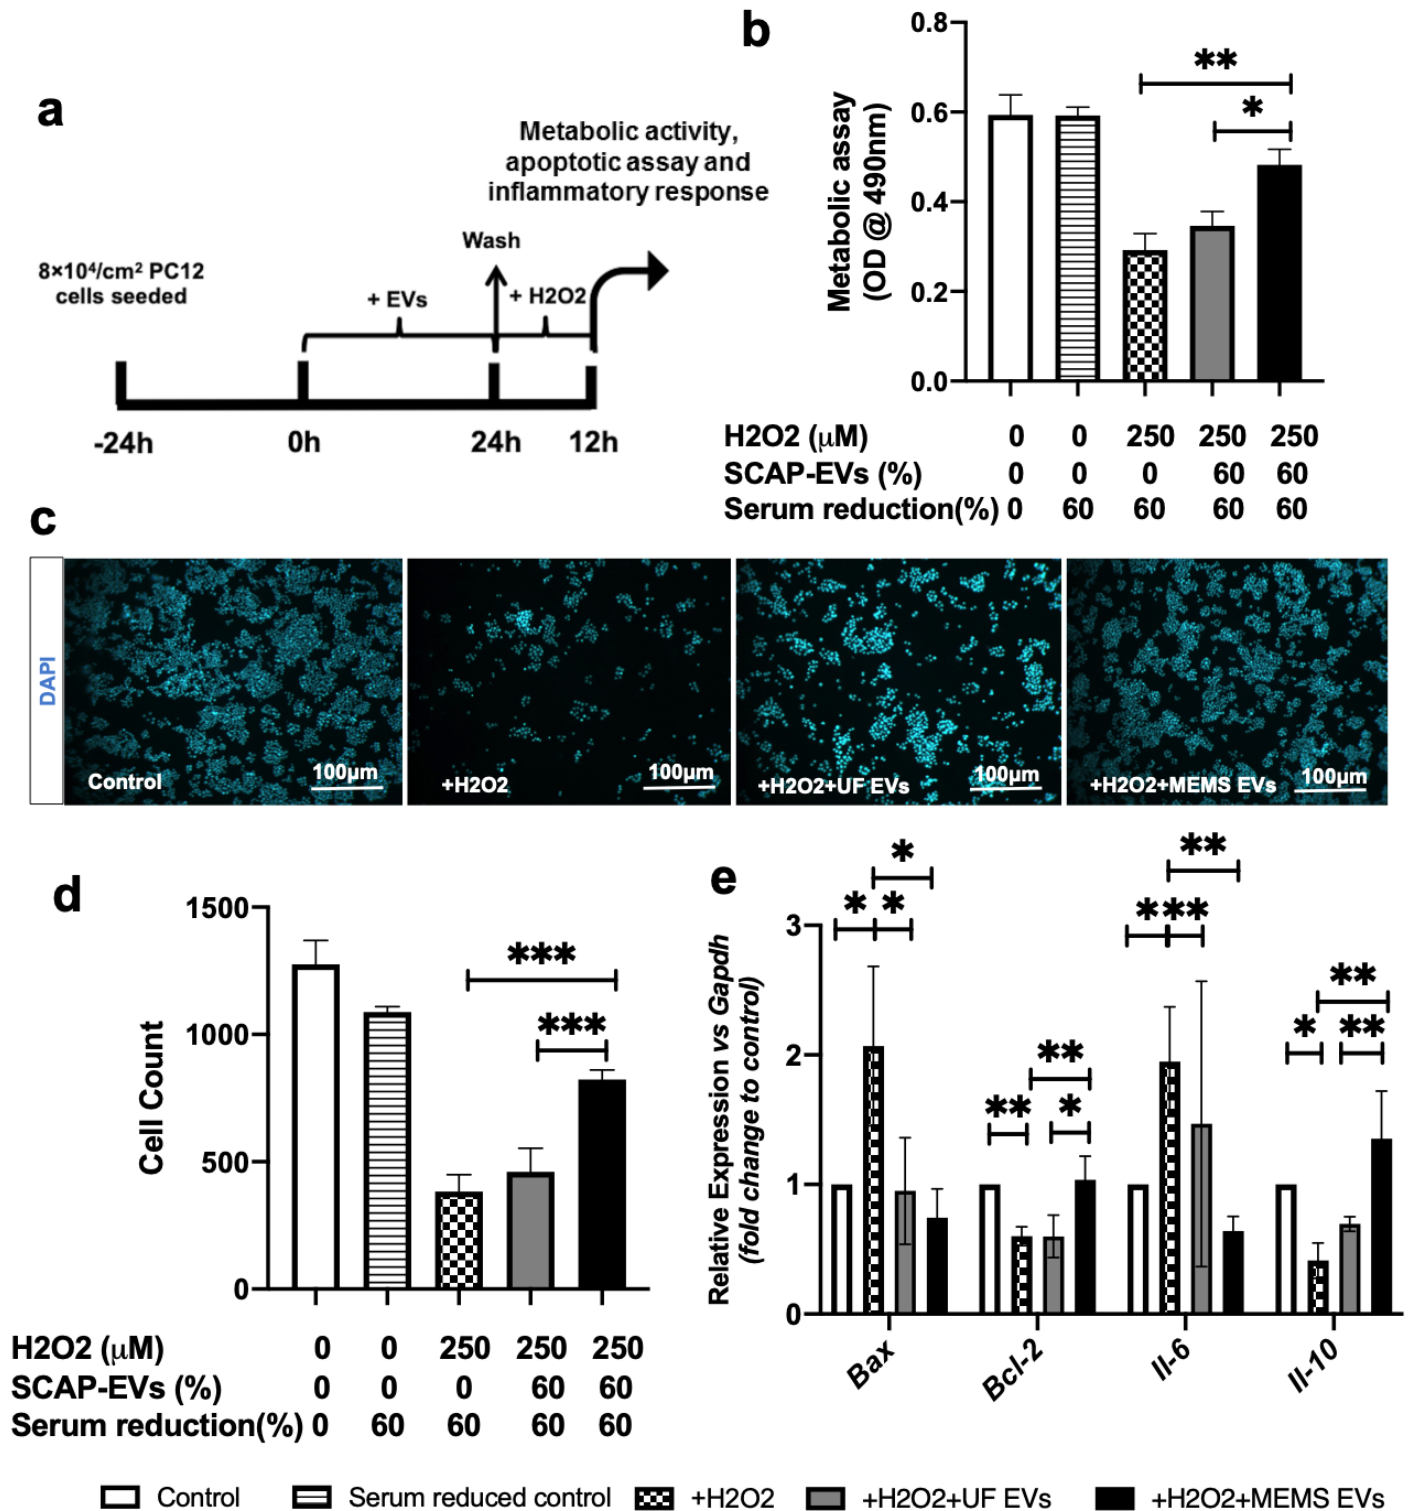 a
Metabolic activity,
apoptotic assay and
inflammatory response
Wash
8×10⁴/cm² PC12
cells seeded
+ EVs
+ H2O2
-24h 0h 24h 12h
b
Metabolic assay
(OD @ 490nm)
0.8
0.6
0.4
0.2
0.0
**
*
H2O2 (μM) 0 0 250 250 250
SCAP-EVs (%) 0 0 0 60 60
Serum reduction(%) 0 60 60 60 60
c
DAPI
Control 100μm
+H2O2 100μm
+H2O2+UF EVs 100μm
+H2O2+MEMS EVs 100μm
d
Cell Count
1500
1000
500
0
***
***
H2O2 (μM) 0 0 250 250 250
SCAP-EVs (%) 0 0 0 60 60
Serum reduction(%) 0 60 60 60 60
e
Relative Expression vs Gapdh
(fold change to control)
3
2
1
0
*
* *
**
** *
**
***
**
* **
Bax Bcl-2 Il-6 Il-10
Control Serum reduced control +H2O2 +H2O2+UF EVs +H2O2+MEMS EVs